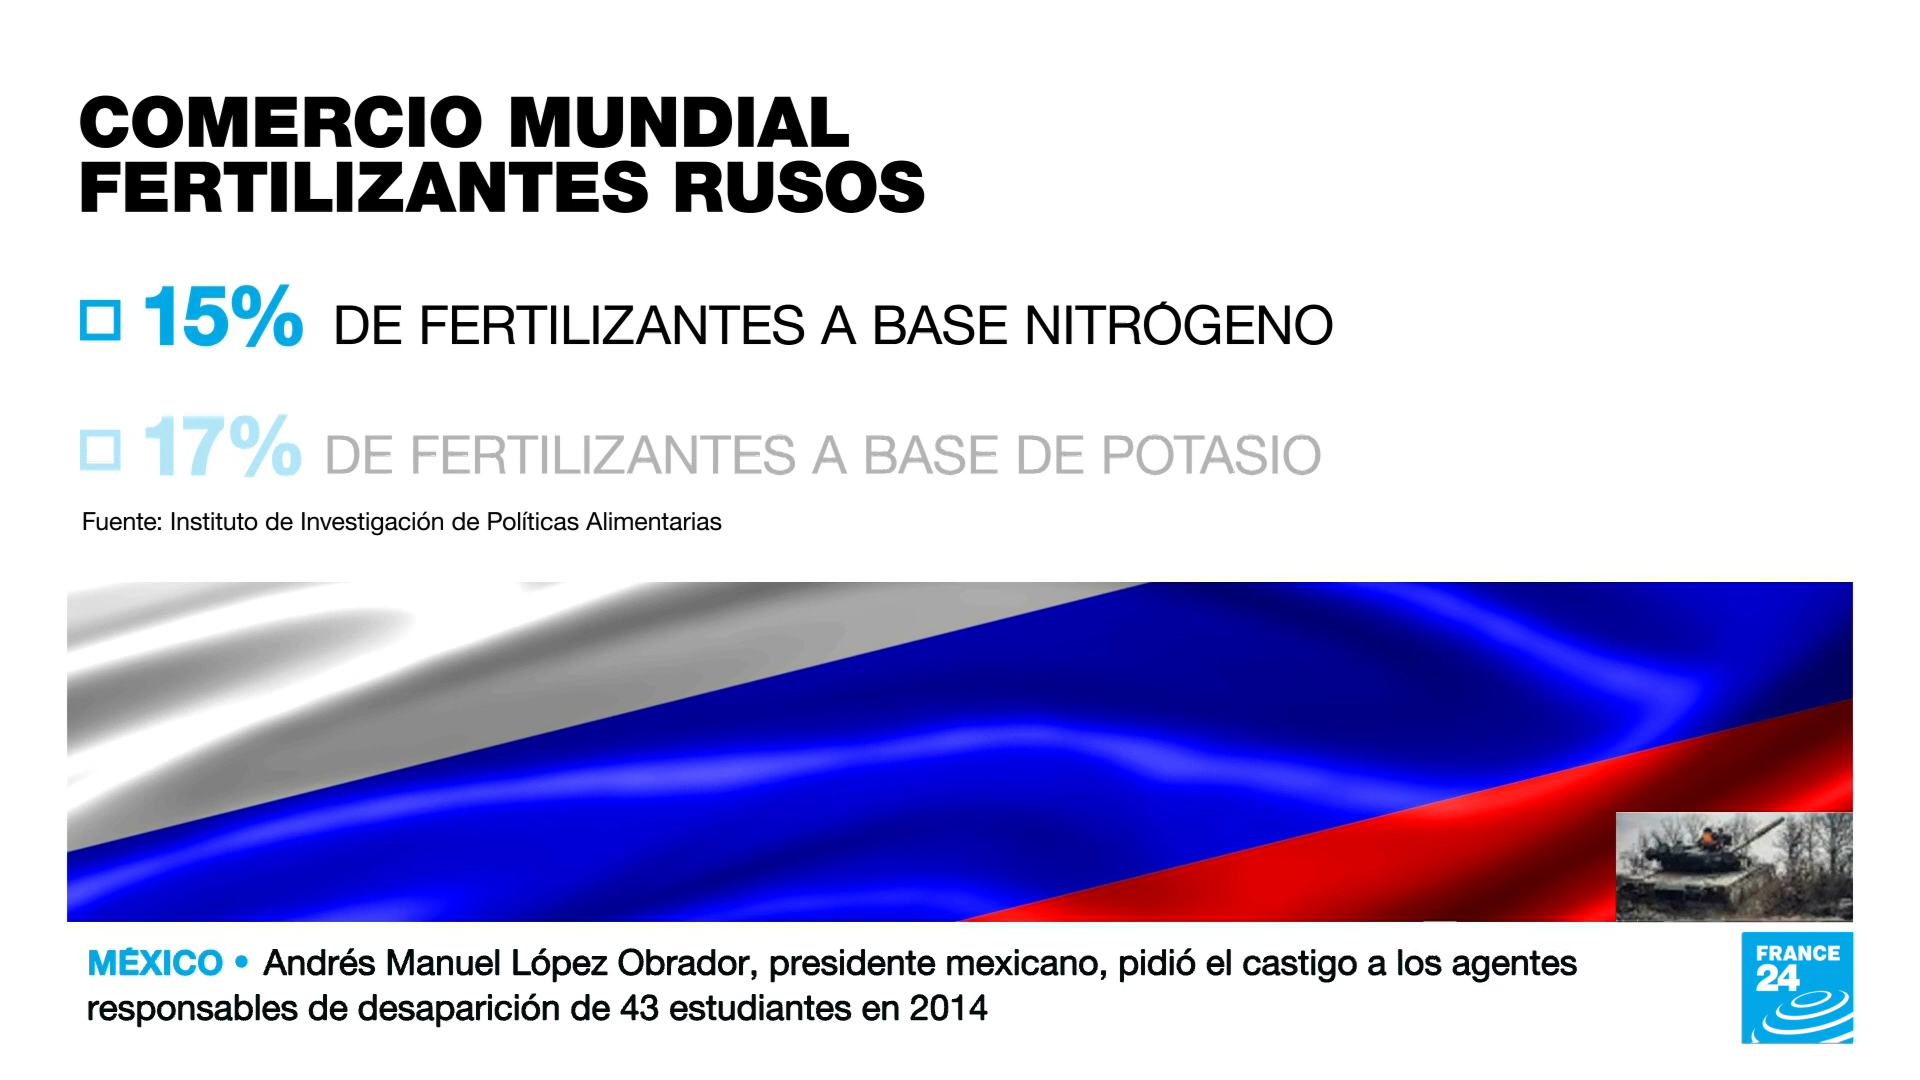 COMERCIO MUNDIAL
FERTILIZANTES RUSOS
15% DE FERTILIZANTES A BASE NITRÓGENO
17% DE FERTILIZANTES A BASE DE POTASIO
Fuente: Instituto de Investigación de Políticas Alimentarias
MÉXICO • Andrés Manuel López Obrador, presidente mexicano, pidió el castigo a los agentes
responsables de desaparición de 43 estudiantes en 2014
FRANCE
24